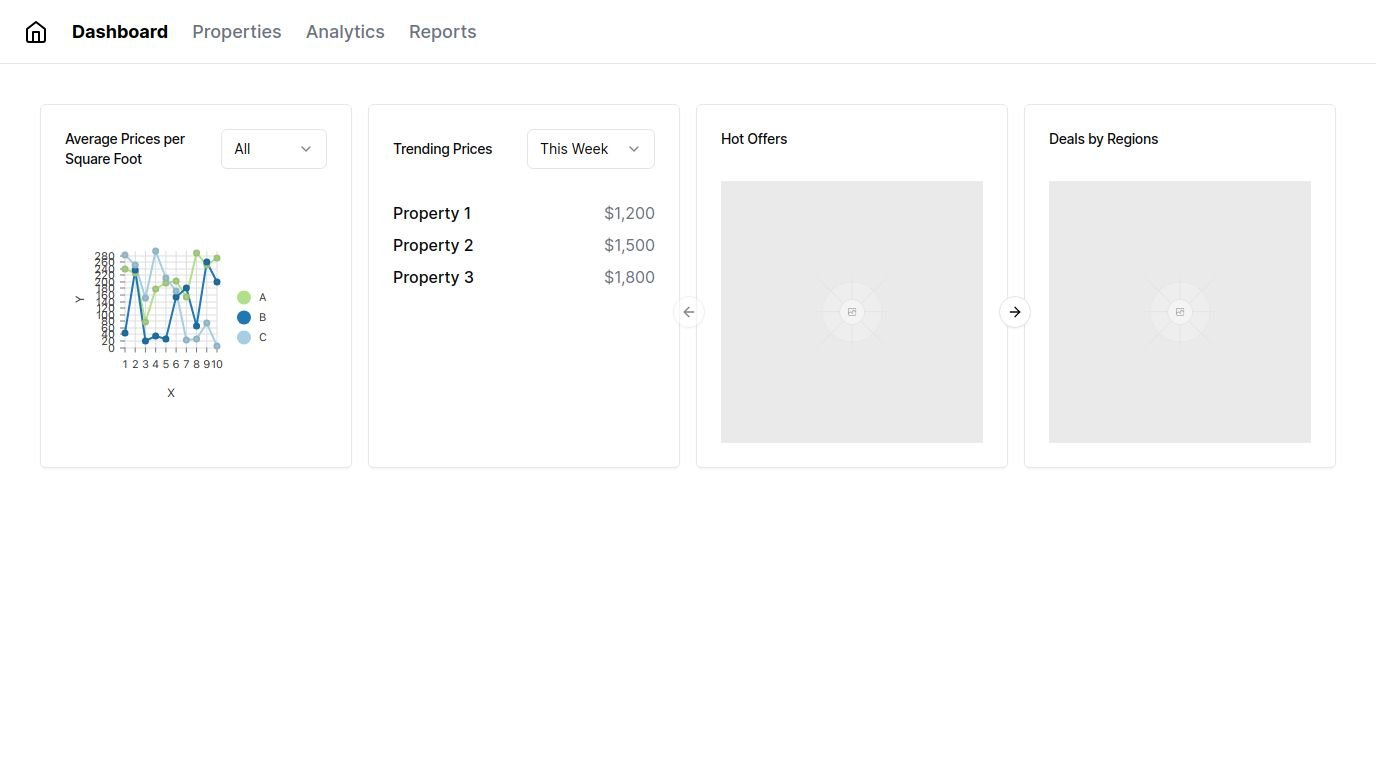 Dashboard Properties Analytics Reports
Average Prices per
Square Foot
All
Trending Prices
This Week
Hot Offers
Deals by Regions
Property 1 $1,200
Property 2 $1,500
Property 3 $1,800
280
260
240
220
200
180
160
140
120
100
80
60
40
20
0
Y
1 2 3 4 5 6 7 8 9 10
X
A
B
C